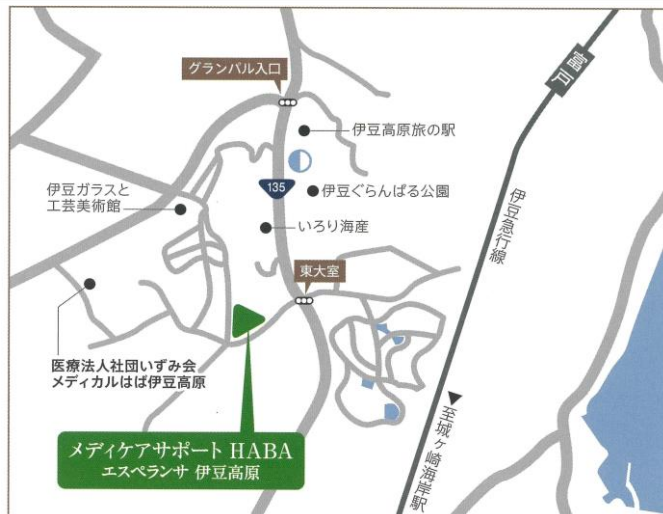 グランパル入口
伊豆高原旅の駅
135
伊豆ぐらんぱる公園
伊豆ガラスと
工芸美術館
いろり海産
東大室
医療法人社団いずみ会
メディカルはば伊豆高原
メディケアサポート HABA
エスペランサ 伊豆高原
富戸
伊豆急行線
至城ヶ崎海岸駅